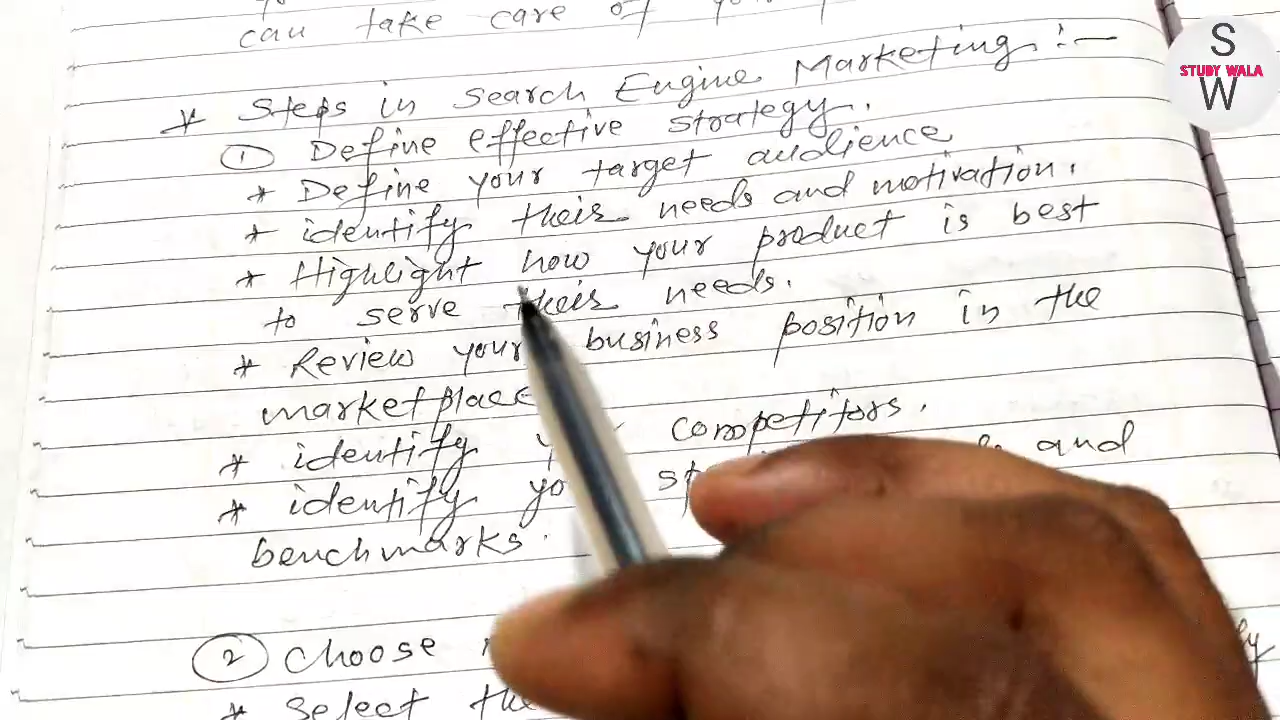 can take care of
* Steps in Search Engine Marketing :-
① Define effective strategy.
* Define your target audience
* identify their needs and motivation.
* Highlight how your product is best
to serve their needs.
* Review your business position in the
marketplace
* identify competitors.
* identify and
benchmarks.
② Choose
* Select the
S
STUDY WALA
W